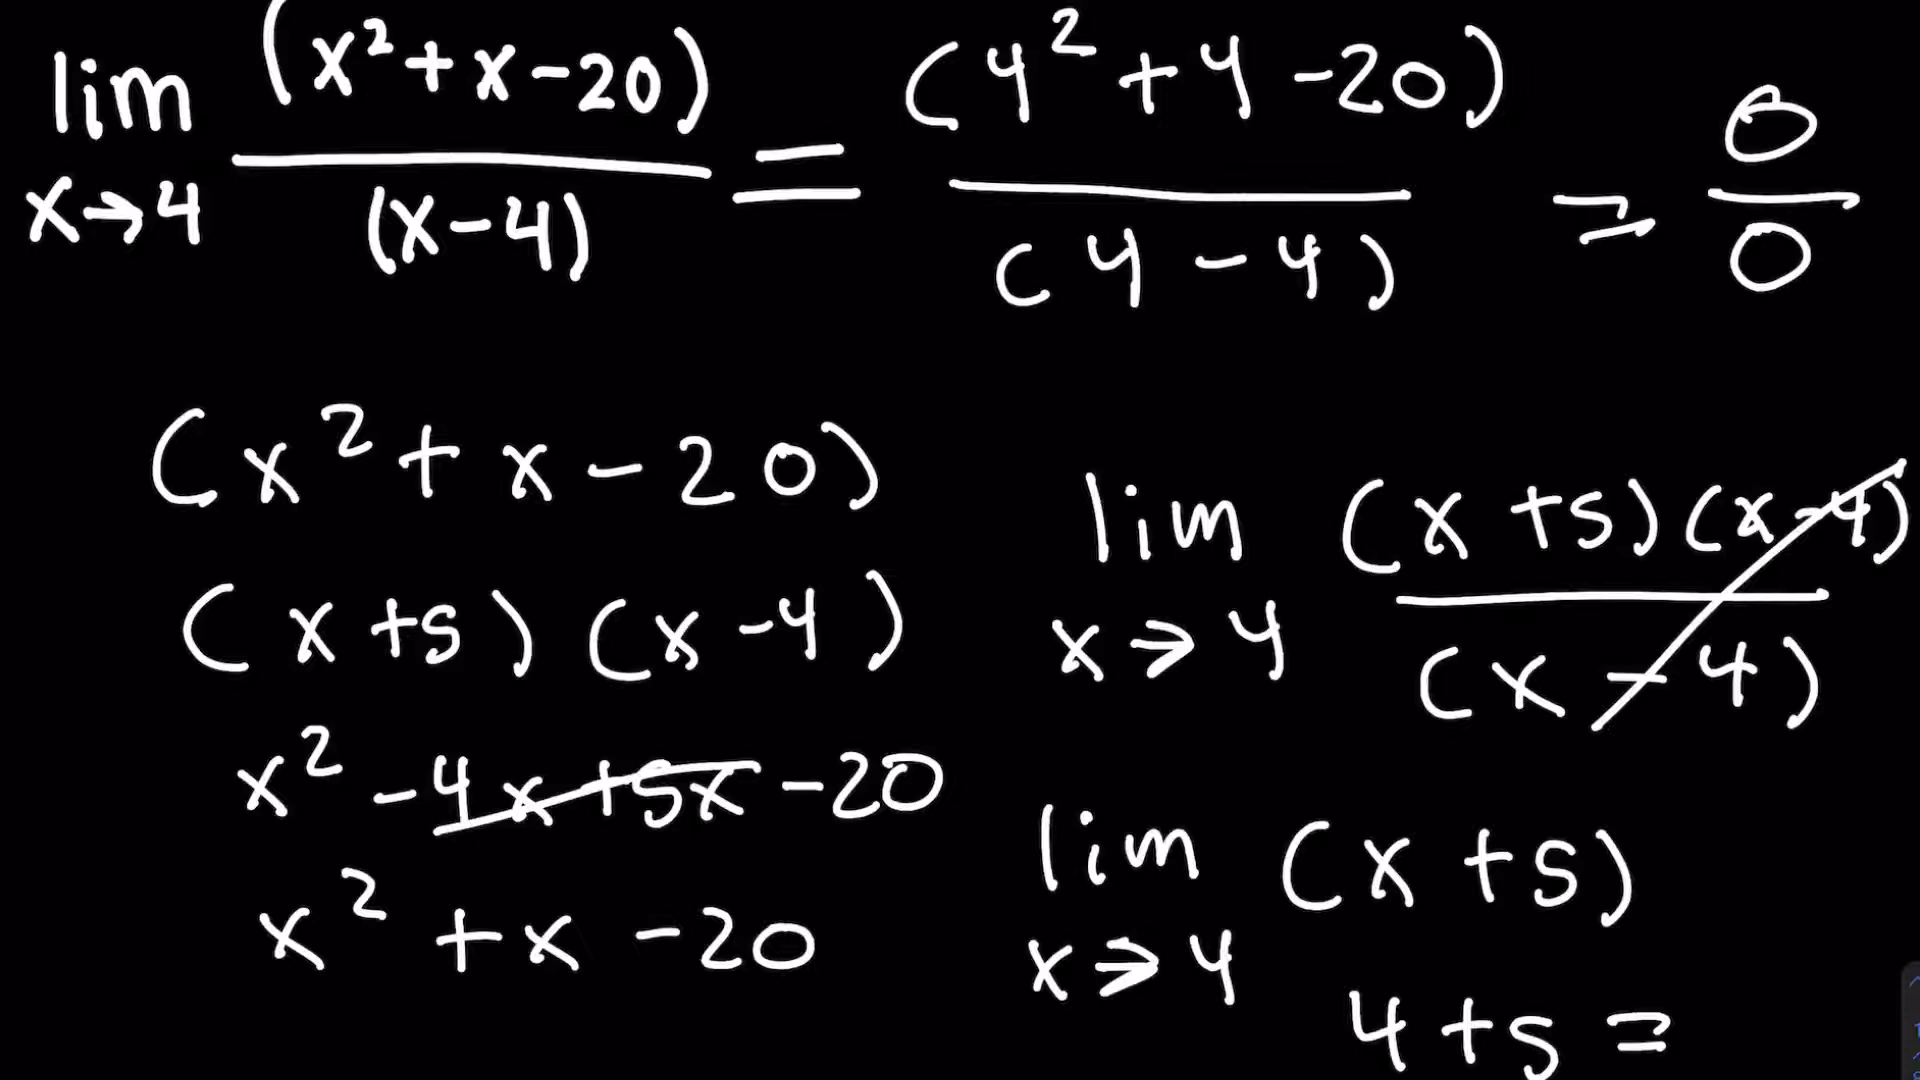 lim x→4 (x²+x-20)/(x-4) = (4²+4-20)/(4-4) = 0/0
(x²+x-20)
(x+5)(x-4)
x²-4x+5x-20
x²+x-20
lim x→4 (x+5)(x-4)/(x-4)
lim x→4 (x+5)
4+5=